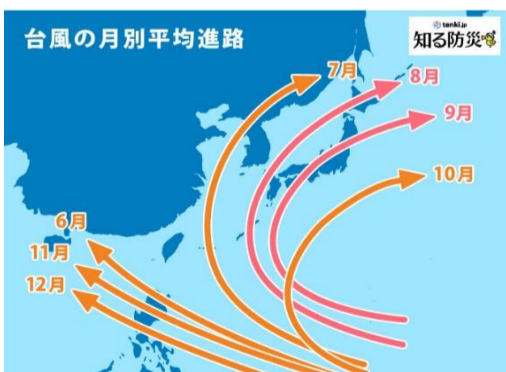 台風の月別平均進路
tenki.jp
知る防災
7月
8月
9月
10月
6月
11月
12月